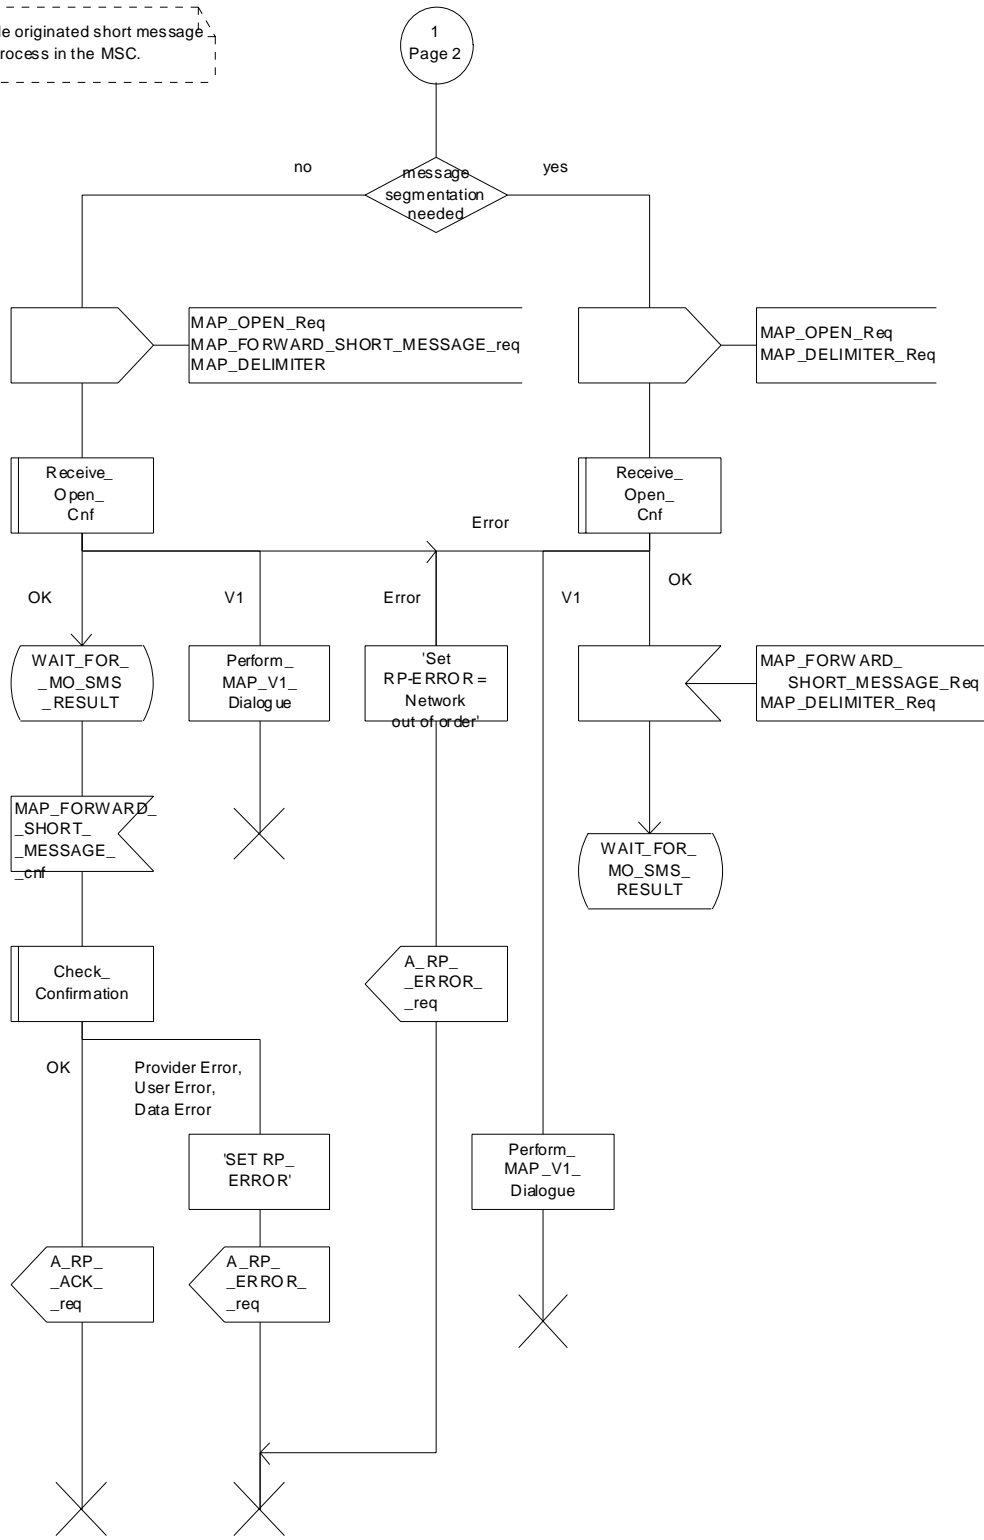 le originated short message
rocess in the MSC.
1
Page 2
no
message
segmentation
needed
yes
MAP_OPEN_Req
MAP_FORWARD_SHORT_MESSAGE_req
MAP_DELIMITER
MAP_OPEN_Req
MAP_DELIMITER_Req
Receive_
Open_
Cnf
Receive_
Open_
Cnf
Error
OK
V1
Error
V1
OK
WAIT_FOR_
_MO_SMS
_RESULT
Perform_
MAP_V1_
Dialogue
'Set
RP-ERROR =
Network
out of order'
MAP_FORWARD_
SHORT_MESSAGE_Req
MAP_DELIMITER_Req
MAP_FORWARD_
_SHORT_
_MESSAGE_
_cnf
WAIT_FOR_
MO_SMS_
RESULT
Check_
Confirmation
A_RP_
_ERROR_
_req
OK
Provider Error,
User Error,
Data Error
'SET RP_
ERROR'
Perform_
MAP_V1_
Dialogue
A_RP_
_ACK_
_req
A_RP_
_ERROR_
_req